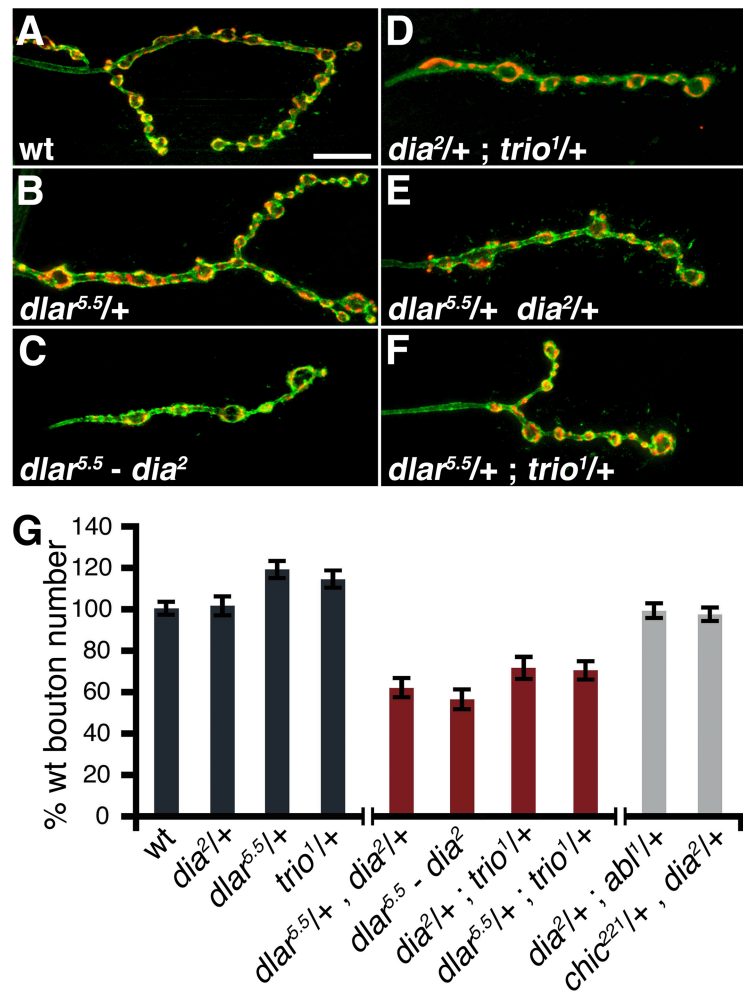 A
wt
B
dlar5.5/+
C
dlar5.5 - dia2
D
dia2/+ ; trio1/+
E
dlar5.5/+ dia2/+
F
dlar5.5/+ ; trio1/+
G
% wt bouton number
140
120
100
80
60
40
20
0
wt
dia2/+
dlar5.5/+
trio1/+
dlar5.5/+ , dia2/+
dlar5.5 - dia2
dia2/+ ; trio1/+
dlar5.5/+ ; trio1/+
dia2/+ ; abl1/+
chic221/+ , dia2/+